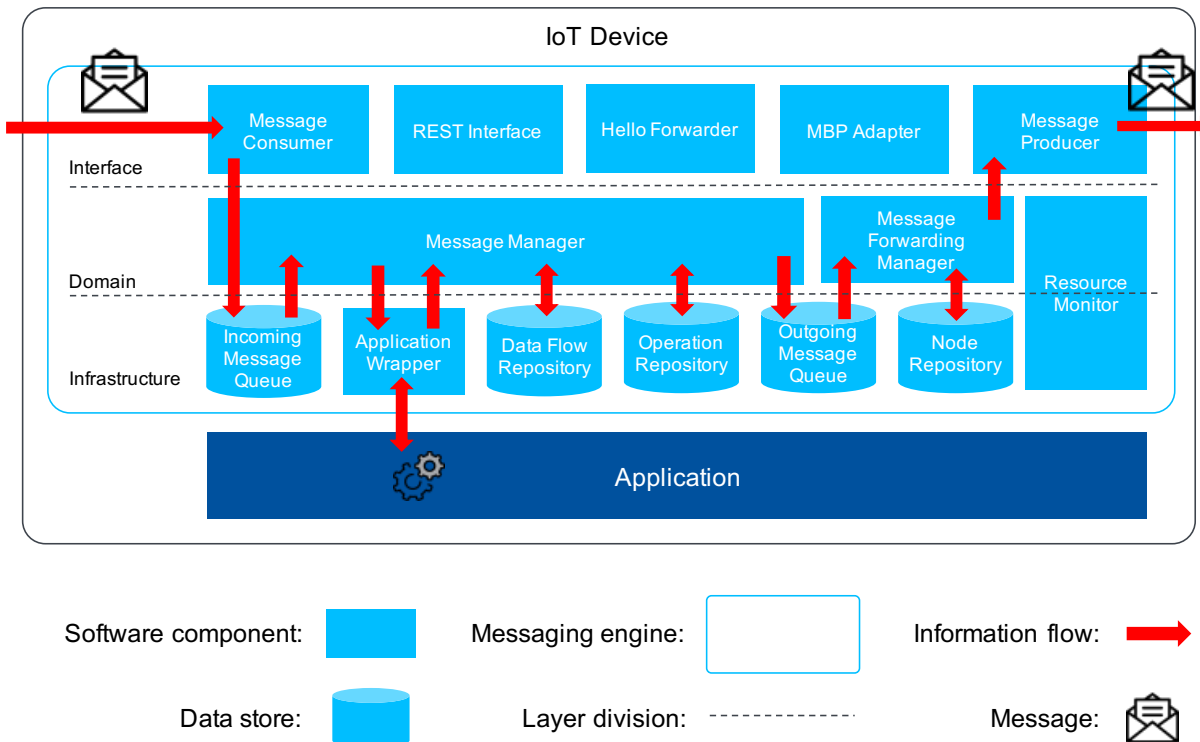 IoT Device
Message
Consumer
REST Interface
Hello Forwarder
MBP Adapter
Message
Producer
Interface
Message Manager
Message
Forwarding
Manager
Domain
Resource
Monitor
Incoming
Message
Queue
Application
Wrapper
Data Flow
Repository
Operation
Repository
Outgoing
Message
Queue
Node
Repository
Infrastructure
Application
Software component:
Messaging engine:
Information flow:
Data store:
Layer division:
Message: